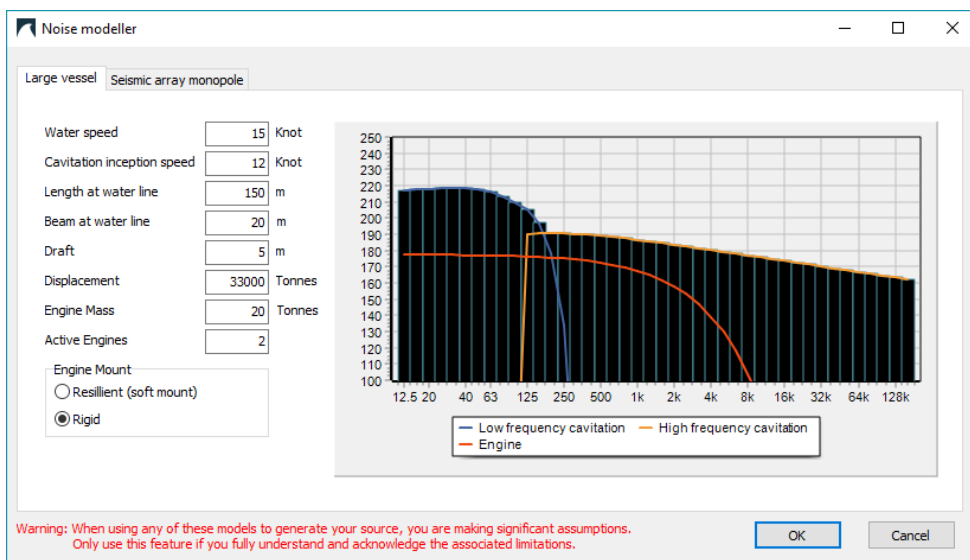 Noise modeller
Large vessel Seismic array monopole
Water speed 15 Knot
Cavitation inception speed 12 Knot
Length at water line 150 m
Beam at water line 20 m
Draft 5 m
Displacement 33000 Tonnes
Engine Mass 20 Tonnes
Active Engines 2
Engine Mount
Resillient (soft mount)
Rigid
250
240
230
220
210
200
190
180
170
160
150
140
130
120
110
100
12.5 20 40 63 125 250 500 1k 2k 4k 8k 16k 32k 64k 128k
Low frequency cavitation High frequency cavitation
Engine
Warning: When using any of these models to generate your source, you are making significant assumptions.
Only use this feature if you fully understand and acknowledge the associated limitations.
OK Cancel